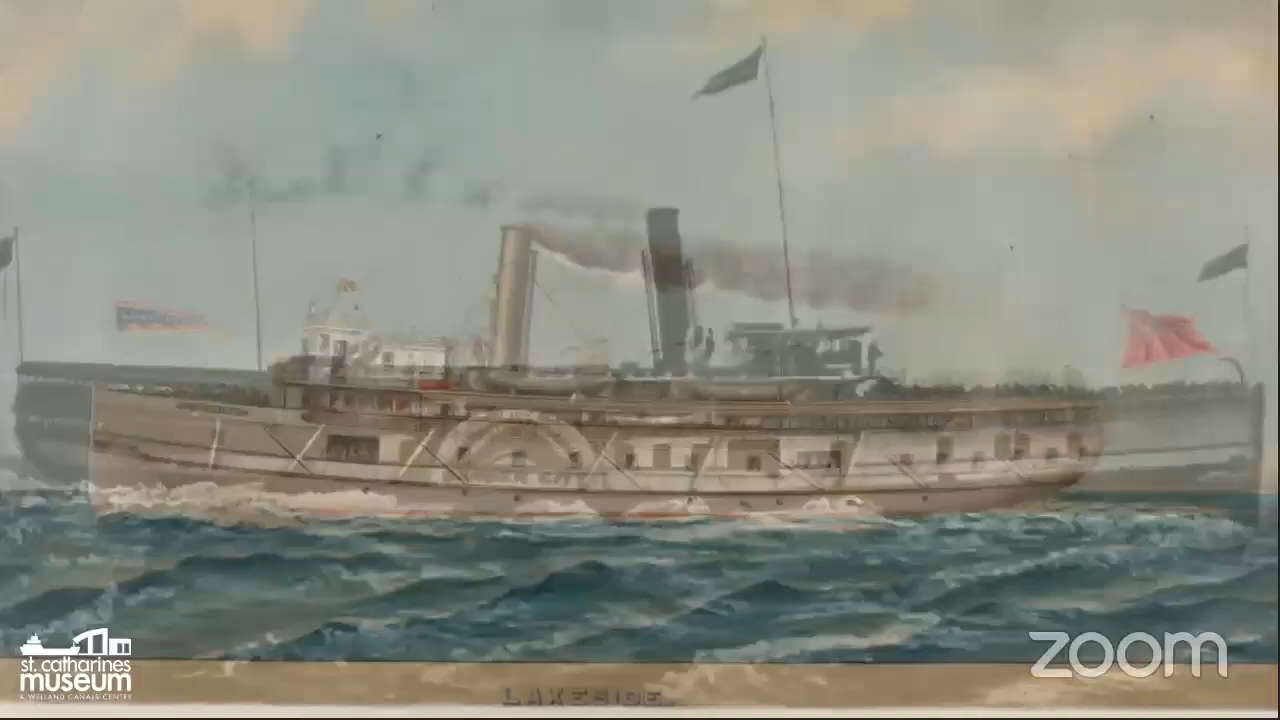 st.catharines
museum
& WELLAND CANALS CENTRE
zoom
LAKESIDE.